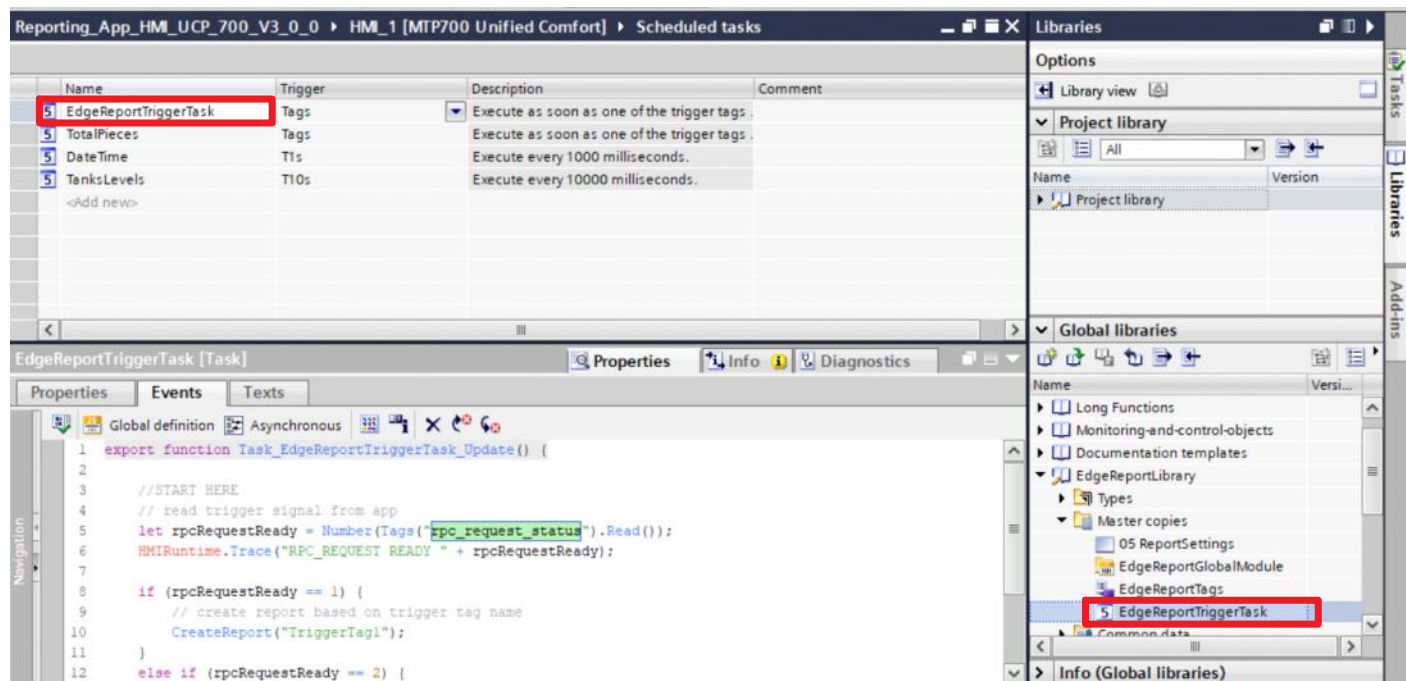 Reporting_App_HMI_UCP_700_V3_0_0 ▸ HMI_1 [MTP700 Unified Comfort] ▸ Scheduled tasks
Name Trigger Description Comment
EdgeReportTriggerTask Tags Execute as soon as one of the trigger tags .
TotalPieces Tags Execute as soon as one of the trigger tags .
DateTime T1s Execute every 1000 milliseconds.
TanksLevels T10s Execute every 10000 milliseconds.
<Add new>
EdgeReportTriggerTask [Task]
Properties Info Diagnostics
Properties Events Texts
Global definition Asynchronous
1 export function Task_EdgeReportTriggerTask_Update() {
2
3 //START HERE
4 // read trigger signal from app
5 let rpcRequestReady = Number(Tags("rpc_request_status").Read());
6 HMIRuntime.Trace("RPC_REQUEST READY " + rpcRequestReady);
7
8 if (rpcRequestReady == 1) {
9 // create report based on trigger tag name
10 CreateReport("TriggerTag1");
11 }
12 else if (rpcRequestReady == 2) {
Navigation
Libraries
Options
Library view
Project library
All
Name Version
Project library
Global libraries
Name Versi...
Long Functions
Monitoring-and-control-objects
Documentation templates
EdgeReportLibrary
Types
Master copies
05 ReportSettings
EdgeReportGlobalModule
EdgeReportTags
EdgeReportTriggerTask
Common data
Info (Global libraries)
Tasks
Libraries
Add-ins